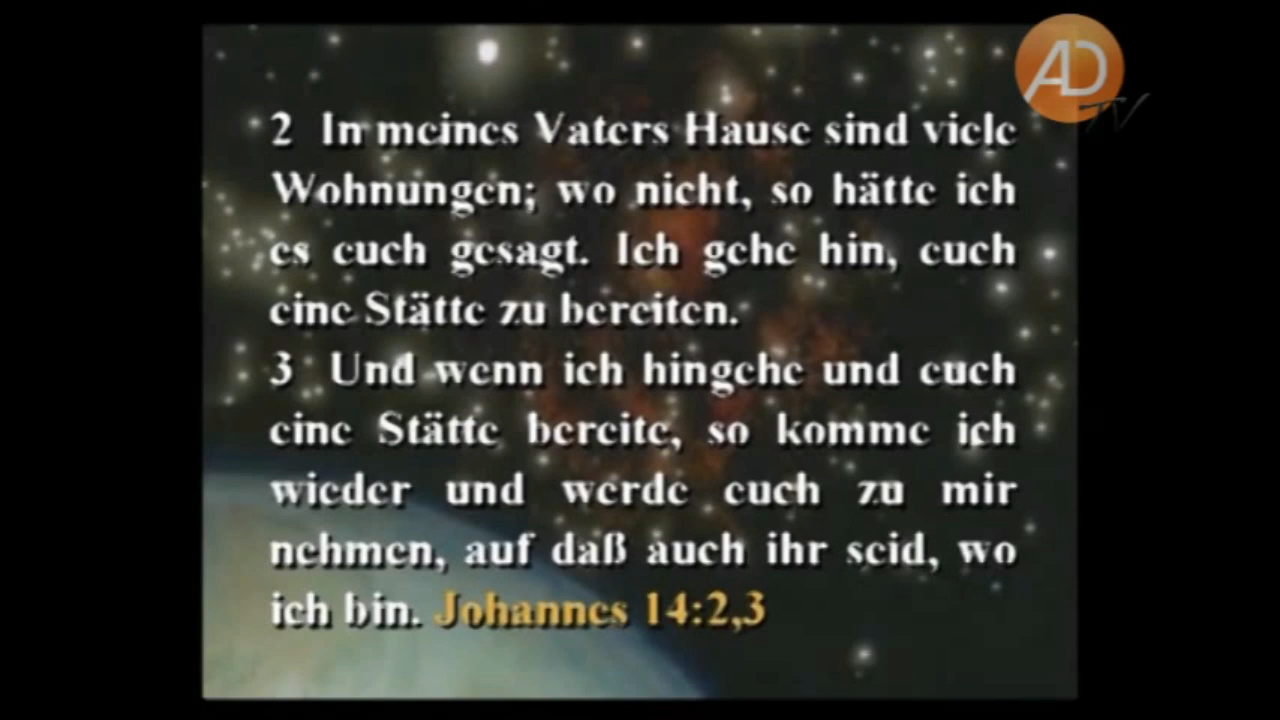 AD
TV
2 In meines Vaters Hause sind viele
Wohnungen; wo nicht, so hätte ich
es euch gesagt. Ich gehe hin, euch
eine Stätte zu bereiten.
3 Und wenn ich hingehe und euch
eine Stätte bereite, so komme ich
wieder und werde euch zu mir
nehmen, auf daß auch ihr seid, wo
ich bin. Johannes 14:2,3